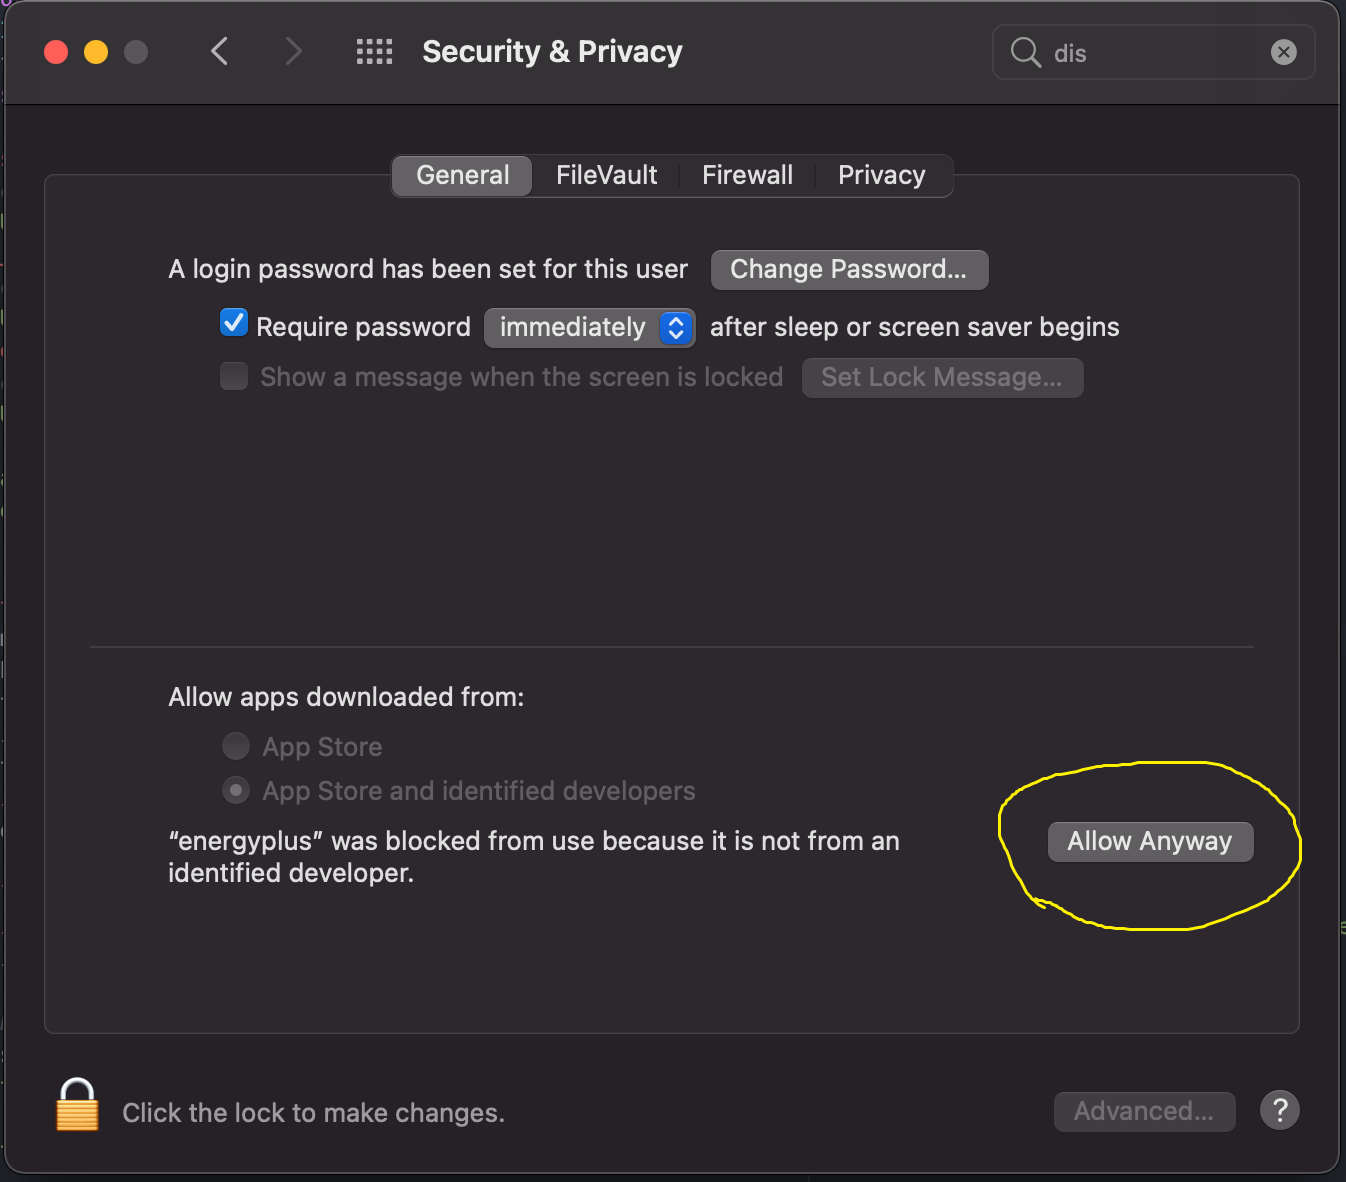 Security & Privacy
dis
General FileVault Firewall Privacy
A login password has been set for this user Change Password...
Require password immediately after sleep or screen saver begins
Show a message when the screen is locked Set Lock Message...
Allow apps downloaded from:
App Store
App Store and identified developers
“energyplus” was blocked from use because it is not from an
identified developer.
Allow Anyway
Click the lock to make changes.
Advanced... ?